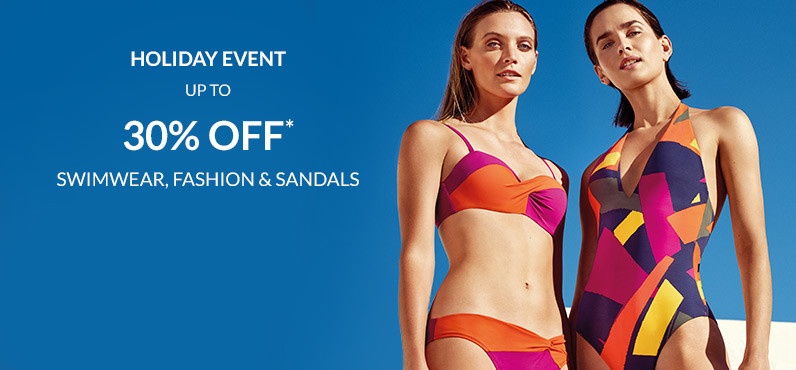 HOLIDAY EVENT
UP TO
30% OFF*
SWIMWEAR, FASHION & SANDALS